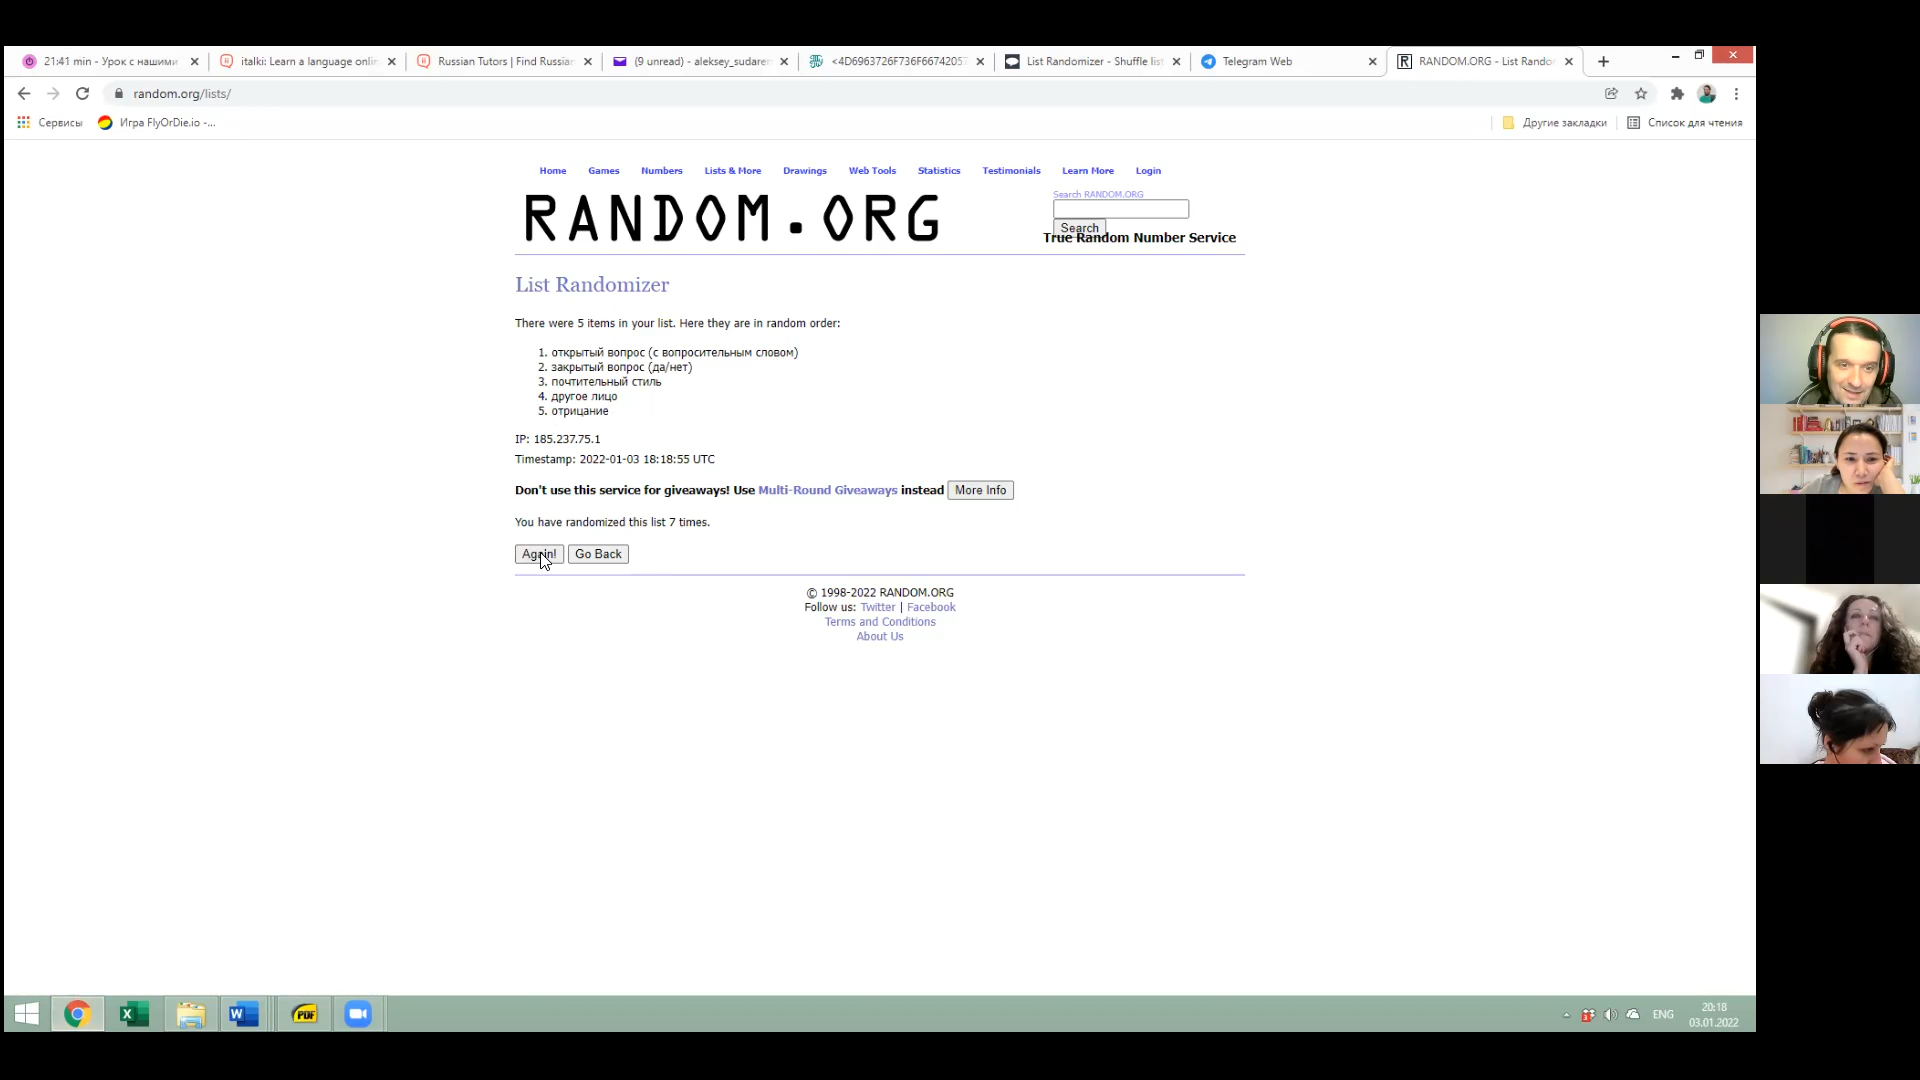 21:41 min - Урок с нашими
italki: Learn a language onlin
Russian Tutors | Find Russian
(9 unread) - aleksey_sudaren
<4D6963726F736F66742057
List Randomizer - Shuffle list
Telegram Web
RANDOM.ORG - List Rando
random.org/lists/
Сервисы
Игра FlyOrDie.io -...
Другие закладки
Список для чтения
Home Games Numbers Lists & More Drawings Web Tools Statistics Testimonials Learn More Login
RANDOM.ORG
Search RANDOM.ORG
Search
True Random Number Service
List Randomizer
There were 5 items in your list. Here they are in random order:
1. открытый вопрос (с вопросительным словом)
2. закрытый вопрос (да/нет)
3. почтительный стиль
4. другое лицо
5. отрицание
IP: 185.237.75.1
Timestamp: 2022-01-03 18:18:55 UTC
Don't use this service for giveaways! Use Multi-Round Giveaways instead More Info
You have randomized this list 7 times.
Again! Go Back
© 1998-2022 RANDOM.ORG
Follow us: Twitter | Facebook
Terms and Conditions
About Us
PDF
ENG
20:18
03.01.2022